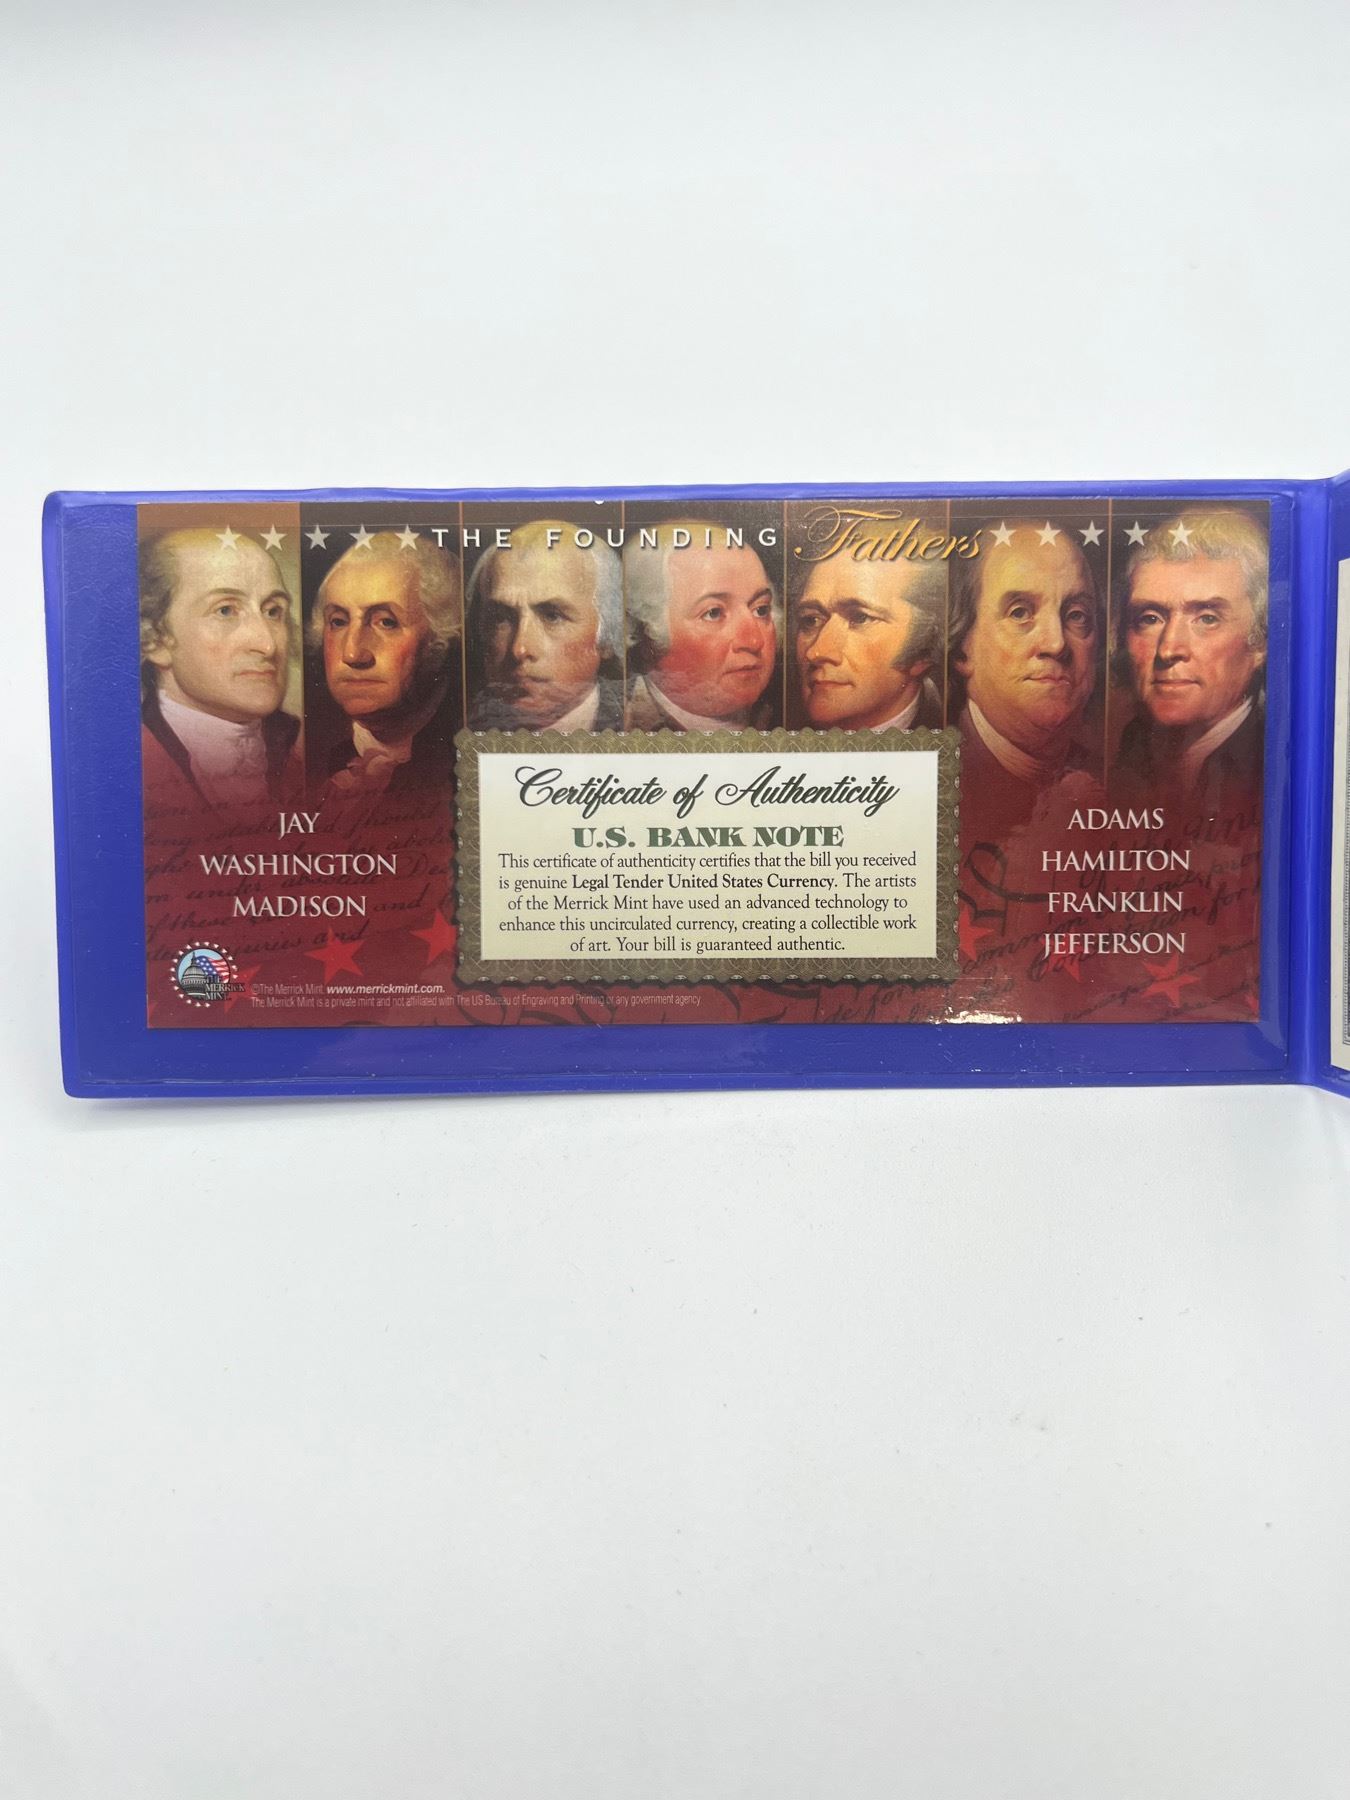 THE FOUNDING Fathers
JAY
WASHINGTON
MADISON
Certificate of Authenticity
U.S. BANK NOTE
This certificate of authenticity certifies that the bill you received
is genuine Legal Tender United States Currency. The artists
of the Merrick Mint have used an advanced technology to
enhance this uncirculated currency, creating a collectible work
of art. Your bill is guaranteed authentic.
ADAMS
HAMILTON
FRANKLIN
JEFFERSON
THE
MERRICK
MINT
©The Merrick Mint. www.merrickmint.com.
The Merrick Mint is a private mint and not affiliated with The US Bureau of Engraving and Printing or any government agency.